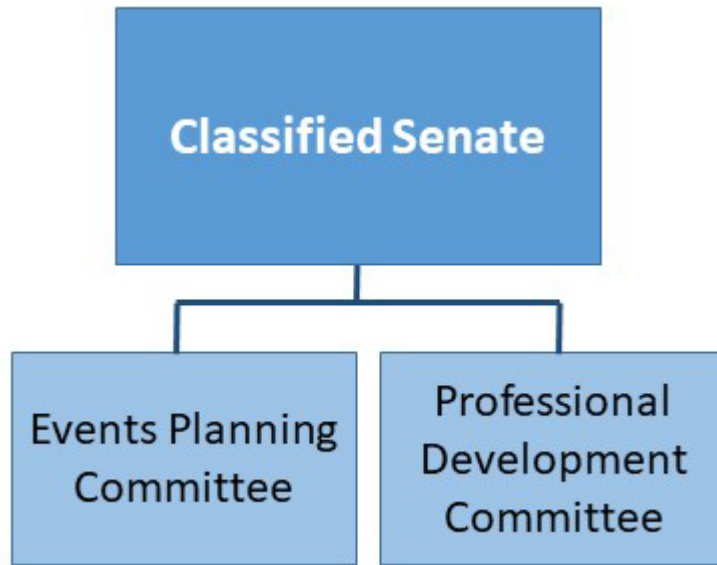 Classified Senate
Events Planning
Committee
Professional
Development
Committee